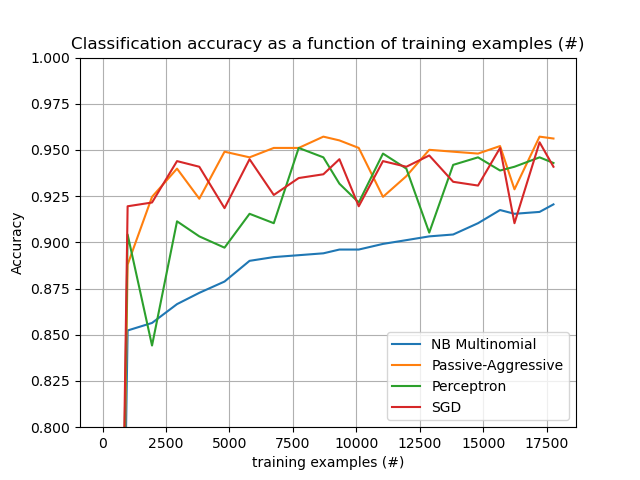 Classification accuracy as a function of training examples (#)
1.000
0.975
0.950
0.925
0.900
0.875
0.850
0.825
0.800
Accuracy
NB Multinomial
Passive-Aggressive
Perceptron
SGD
0 2500 5000 7500 10000 12500 15000 17500
training examples (#)